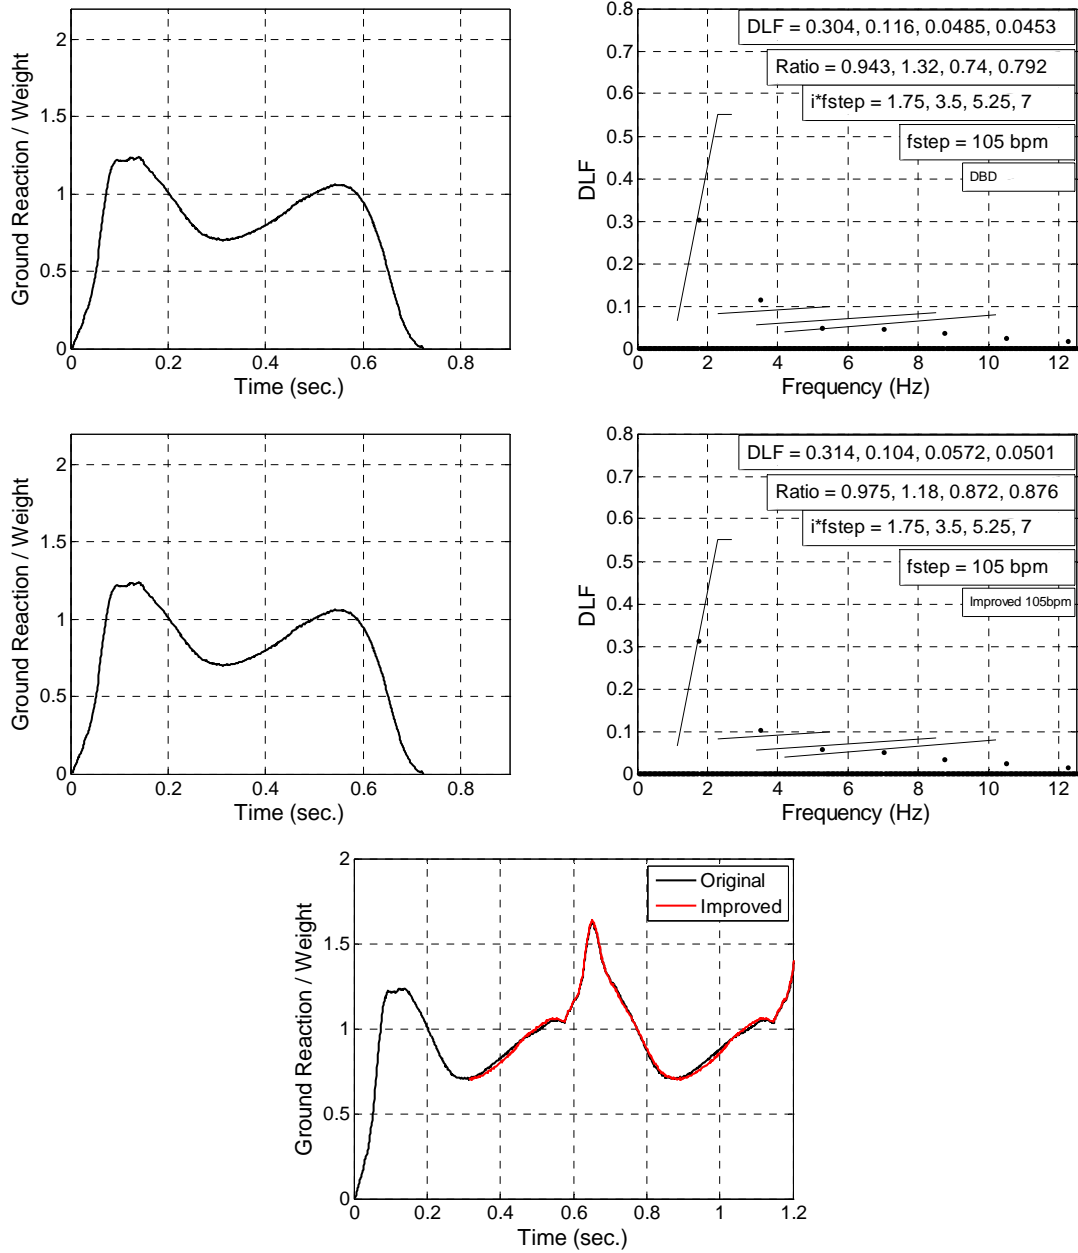 Ground Reaction / Weight
2
1.5
1
0.5
0
0 0.2 0.4 0.6 0.8
Time (sec.)
DLF
0.8
0.7
0.6
0.5
0.4
0.3
0.2
0.1
0
DLF = 0.304, 0.116, 0.0485, 0.0453
Ratio = 0.943, 1.32, 0.74, 0.792
i*fstep = 1.75, 3.5, 5.25, 7
fstep = 105 bpm
DBD
2 4 6 8 10 12
Frequency (Hz)
Ground Reaction / Weight
2
1.5
1
0.5
0
0 0.2 0.4 0.6 0.8
Time (sec.)
DLF
0.8
0.7
0.6
0.5
0.4
0.3
0.2
0.1
0
DLF = 0.314, 0.104, 0.0572, 0.0501
Ratio = 0.975, 1.18, 0.872, 0.876
i*fstep = 1.75, 3.5, 5.25, 7
fstep = 105 bpm
Improved 105bpm
0 2 4 6 8 10 12
Frequency (Hz)
Ground Reaction / Weight
2
1.5
1
0.5
0
Original
Improved
0 0.2 0.4 0.6 0.8 1 1.2
Time (sec.)